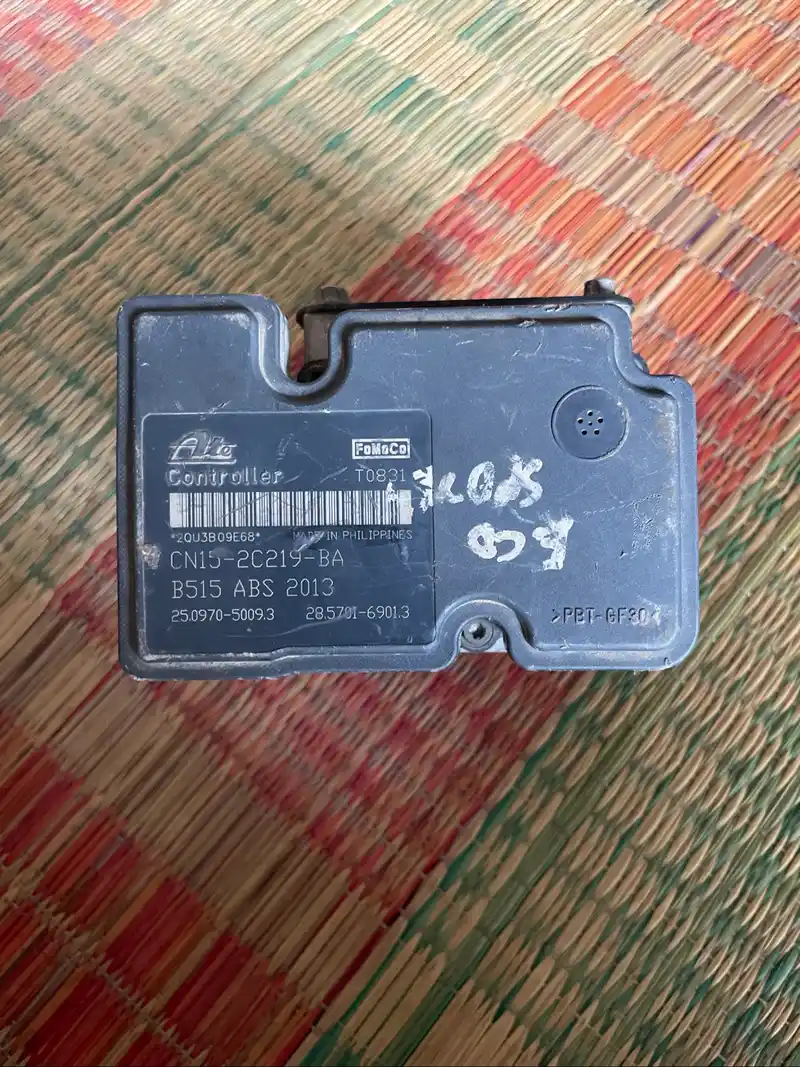 Ate
FoMoCo
Controller T0831
*2QU3B09E68* MADE IN PHILIPPINES
CN15-2C219-BA
B515 ABS 2013
25.0970-5009.3 28.5701-6901.3
>PBT-GF30<